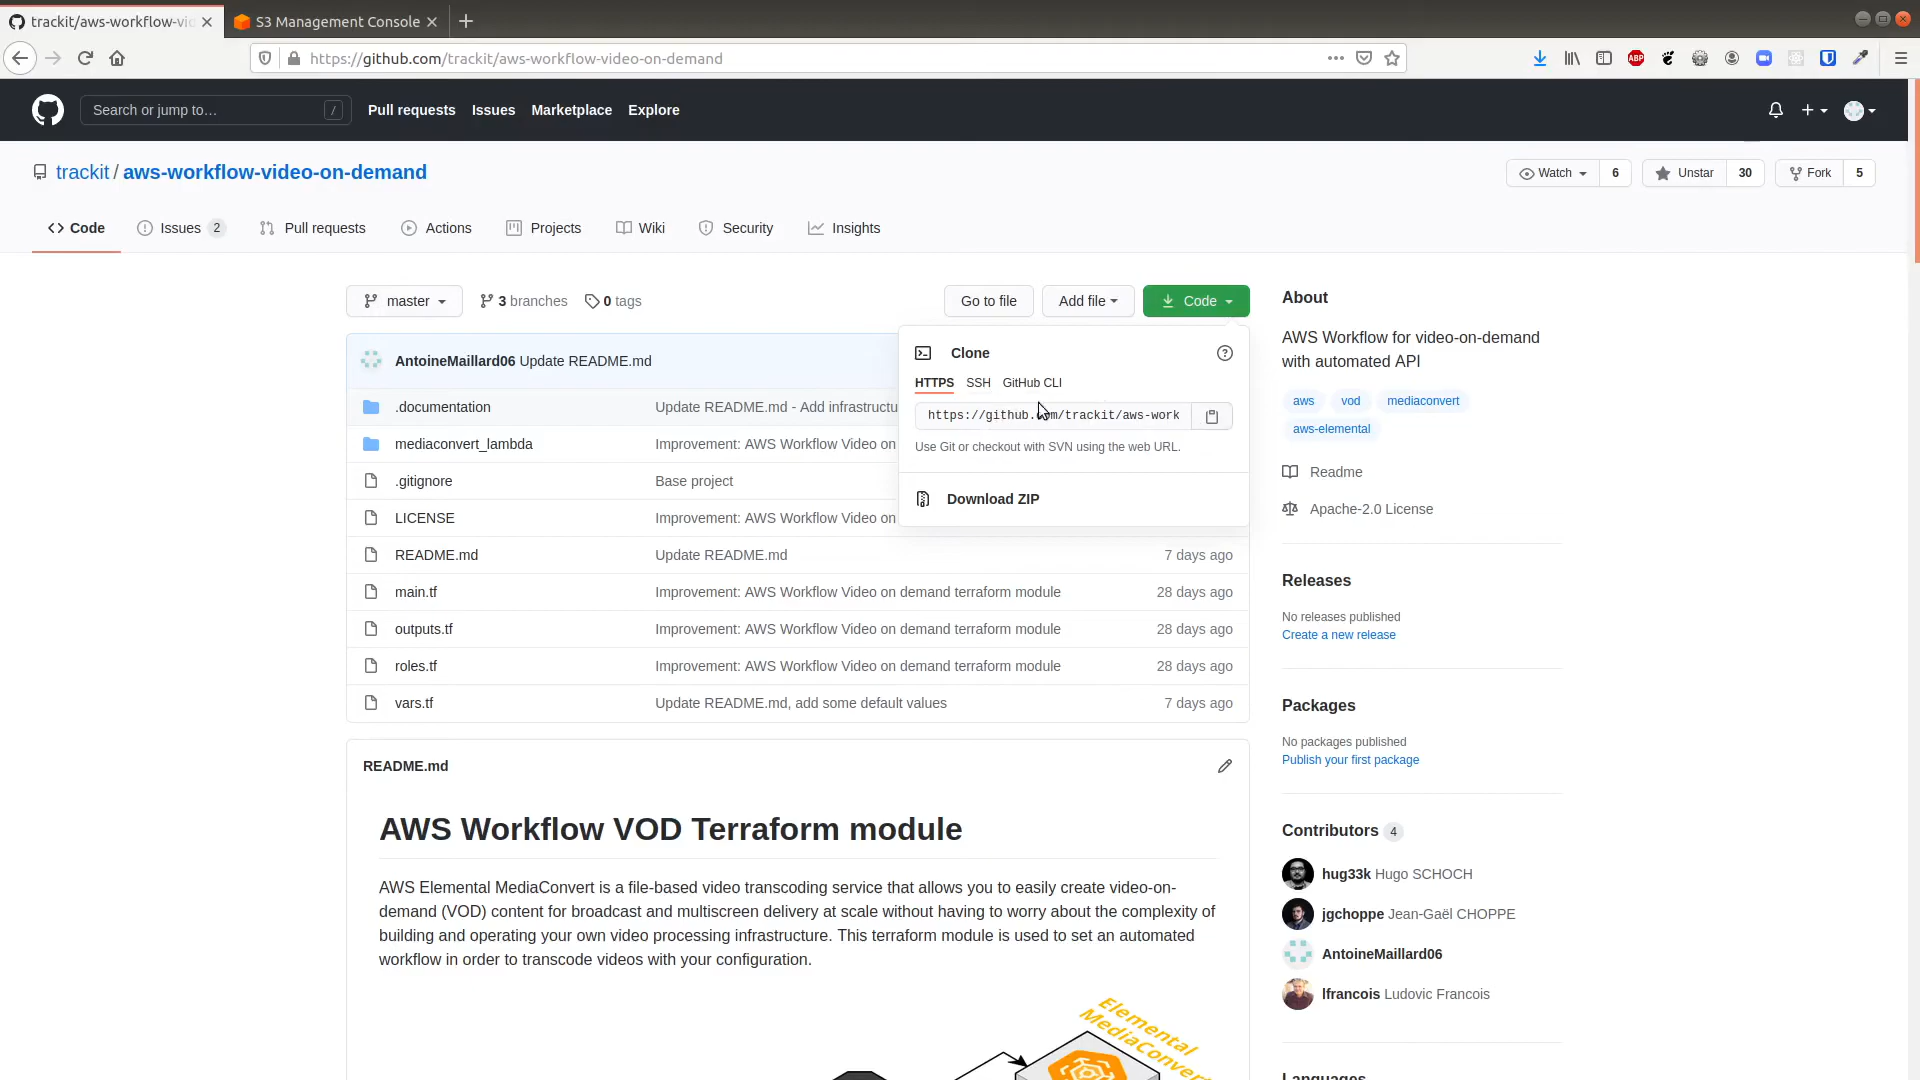 trackit/aws-workflow-vid
S3 Management Console
https://github.com/trackit/aws-workflow-video-on-demand
ABP
Search or jump to…
/
Pull requests
Issues
Marketplace
Explore
trackit / aws-workflow-video-on-demand
Watch
6
Unstar
30
Fork
5
Code
Issues 2
Pull requests
Actions
Projects
Wiki
Security
Insights
master
3 branches
0 tags
Go to file
Add file
Code
AntoineMaillard06 Update README.md
.documentation
Update README.md - Add infrastructu
mediaconvert_lambda
Improvement: AWS Workflow Video on
.gitignore
Base project
LICENSE
Improvement: AWS Workflow Video on
README.md
Update README.md
7 days ago
main.tf
Improvement: AWS Workflow Video on demand terraform module
28 days ago
outputs.tf
Improvement: AWS Workflow Video on demand terraform module
28 days ago
roles.tf
Improvement: AWS Workflow Video on demand terraform module
28 days ago
vars.tf
Update README.md, add some default values
7 days ago
Clone
HTTPS
SSH
GitHub CLI
https://github.com/trackit/aws-work
Use Git or checkout with SVN using the web URL.
Download ZIP
README.md
AWS Workflow VOD Terraform module
AWS Elemental MediaConvert is a file-based video transcoding service that allows you to easily create video-on-
demand (VOD) content for broadcast and multiscreen delivery at scale without having to worry about the complexity of
building and operating your own video processing infrastructure. This terraform module is used to set an automated
workflow in order to transcode videos with your configuration.
Elemental
MediaConvert
About
AWS Workflow for video-on-demand
with automated API
aws
vod
mediaconvert
aws-elemental
Readme
Apache-2.0 License
Releases
No releases published
Create a new release
Packages
No packages published
Publish your first package
Contributors 4
hug33k Hugo SCHOCH
jgchoppe Jean-Gaël CHOPPE
AntoineMaillard06
lfrancois Ludovic Francois
Languages